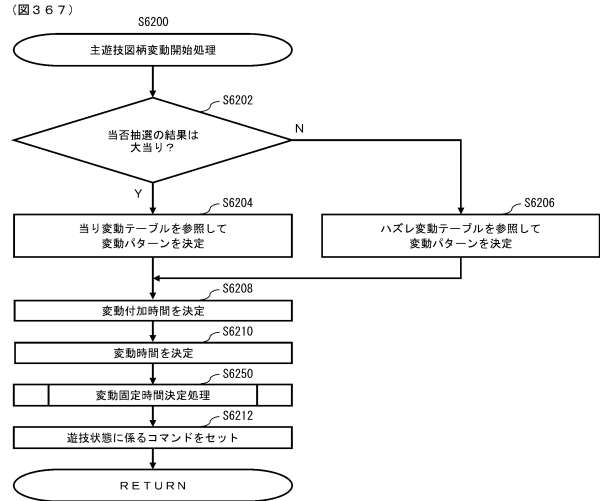 (図367)
S6200
主遊技図柄変動開始処理
S6202
当否抽選の結果は
大当り?
N
Y
S6204
当り変動テーブルを参照して
変動パターンを決定
S6206
ハズレ変動テーブルを参照して
変動パターンを決定
S6208
変動付加時間を決定
S6210
変動時間を決定
S6250
変動固定時間決定処理
S6212
遊技状態に係るコマンドをセット
RETURN